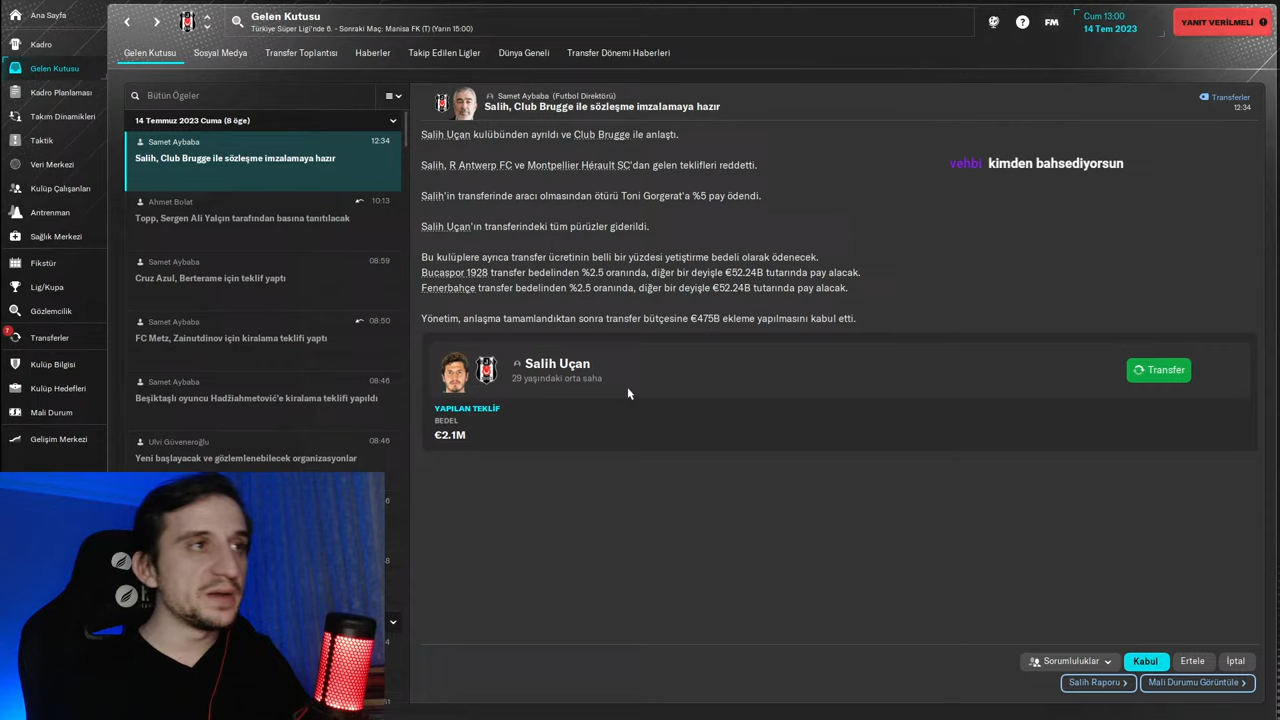 Ana Sayfa
Kadro
Gelen Kutusu
Kadro Planlaması
Takım Dinamikleri
Taktik
Veri Merkezi
Kulüp Çalışanları
Antrenman
Sağlık Merkezi
Fikstür
Lig/Kupa
Gözlemcilik
7
Transferler
Kulüp Bilgisi
Kulüp Hedefleri
Mali Durum
Gelişim Merkezi
Gelen Kutusu
Türkiye Süper Ligi'nde 6. - Sonraki Maç: Manisa FK (T) (Yarın 15:00)
FM
Cum 13:00
14 Tem 2023
YANIT VERİLMELİ
Gelen Kutusu
Sosyal Medya
Transfer Toplantısı
Haberler
Takip Edilen Ligler
Dünya Geneli
Transfer Dönemi Haberleri
Bütün Ögeler
14 Temmuz 2023 Cuma (8 öge)
Samet Aybaba 12:34
Salih, Club Brugge ile sözleşme imzalamaya hazır
Ahmet Bolat 10:13
Topp, Sergen Ali Yalçın tarafından basına tanıtılacak
Samet Aybaba 08:59
Cruz Azul, Berterame için teklif yaptı
Samet Aybaba 08:50
FC Metz, Zainutdinov için kiralama teklifi yaptı
Samet Aybaba 08:46
Beşiktaşlı oyuncu Hadžiahmetović'e kiralama teklifi yapıldı
Ulvi Güveneroğlu 08:46
Yeni başlayacak ve gözlemlenebilecek organizasyonlar
Samet Aybaba (Futbol Direktörü)
Salih, Club Brugge ile sözleşme imzalamaya hazır
Transferler
12:34
Salih Uçan kulübünden ayrıldı ve Club Brugge ile anlaştı.
Salih, R Antwerp FC ve Montpellier Hérault SC'dan gelen teklifleri reddetti.
Salih'in transferinde aracı olmasından ötürü Toni Gorgerat'a %5 pay ödendi.
Salih Uçan'ın transferindeki tüm pürüzler giderildi.
Bu kulüplere ayrıca transfer ücretinin belli bir yüzdesi yetiştirme bedeli olarak ödenecek.
Bucaspor 1928 transfer bedelinden %2.5 oranında, diğer bir deyişle €52.24B tutarında pay alacak.
Fenerbahçe transfer bedelinden %2.5 oranında, diğer bir deyişle €52.24B tutarında pay alacak.
Yönetim, anlaşma tamamlandıktan sonra transfer bütçesine €475B ekleme yapılmasını kabul etti.
vehbi kimden bahsediyorsun
Salih Uçan
29 yaşındaki orta saha
Transfer
YAPILAN TEKLİF
BEDEL
€2.1M
Sorumluluklar
Kabul
Ertele
İptal
Salih Raporu
Mali Durumu Görüntüle